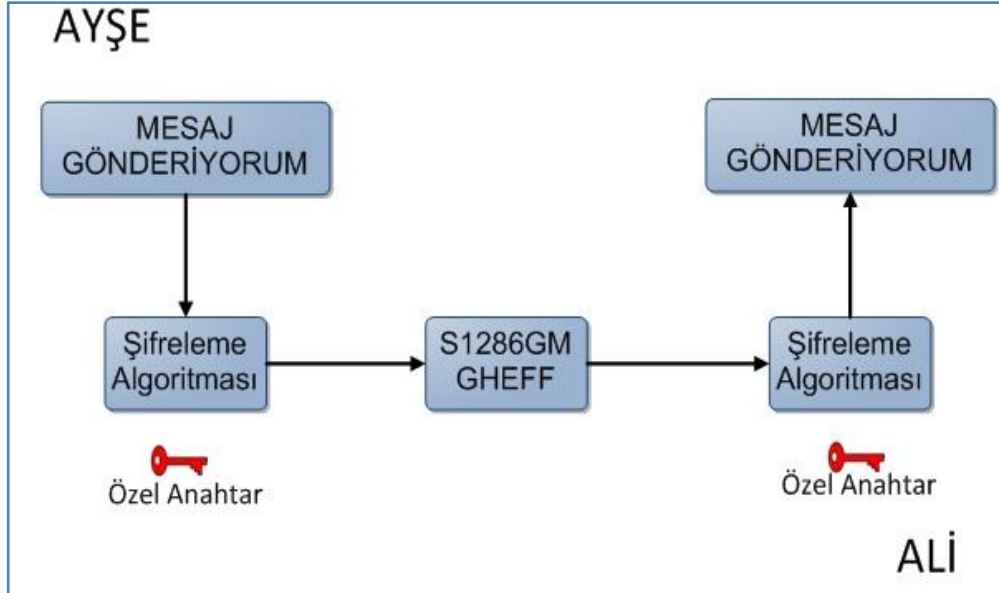 AYŞE
MESAJ
GÖNDERİYORUM
MESAJ
GÖNDERİYORUM
Şifreleme
Algoritması
S1286GM
GHEFF
Şifreleme
Algoritması
Özel Anahtar
Özel Anahtar
ALİ